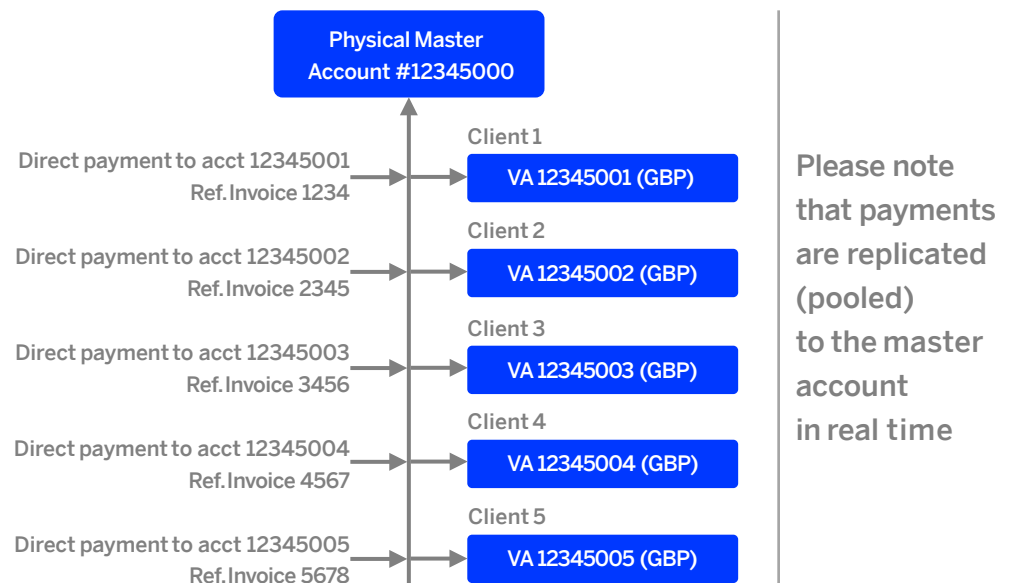 Physical Master
Account #12345000
Client 1
Direct payment to acct 12345001
Ref. Invoice 1234
VA 12345001 (GBP)
Client 2
Direct payment to acct 12345002
Ref. Invoice 2345
VA 12345002 (GBP)
Client 3
Direct payment to acct 12345003
Ref. Invoice 3456
VA 12345003 (GBP)
Client 4
Direct payment to acct 12345004
Ref. Invoice 4567
VA 12345004 (GBP)
Client 5
Direct payment to acct 12345005
Ref. Invoice 5678
VA 12345005 (GBP)
Please note
that payments
are replicated
(pooled)
to the master
account
in real time